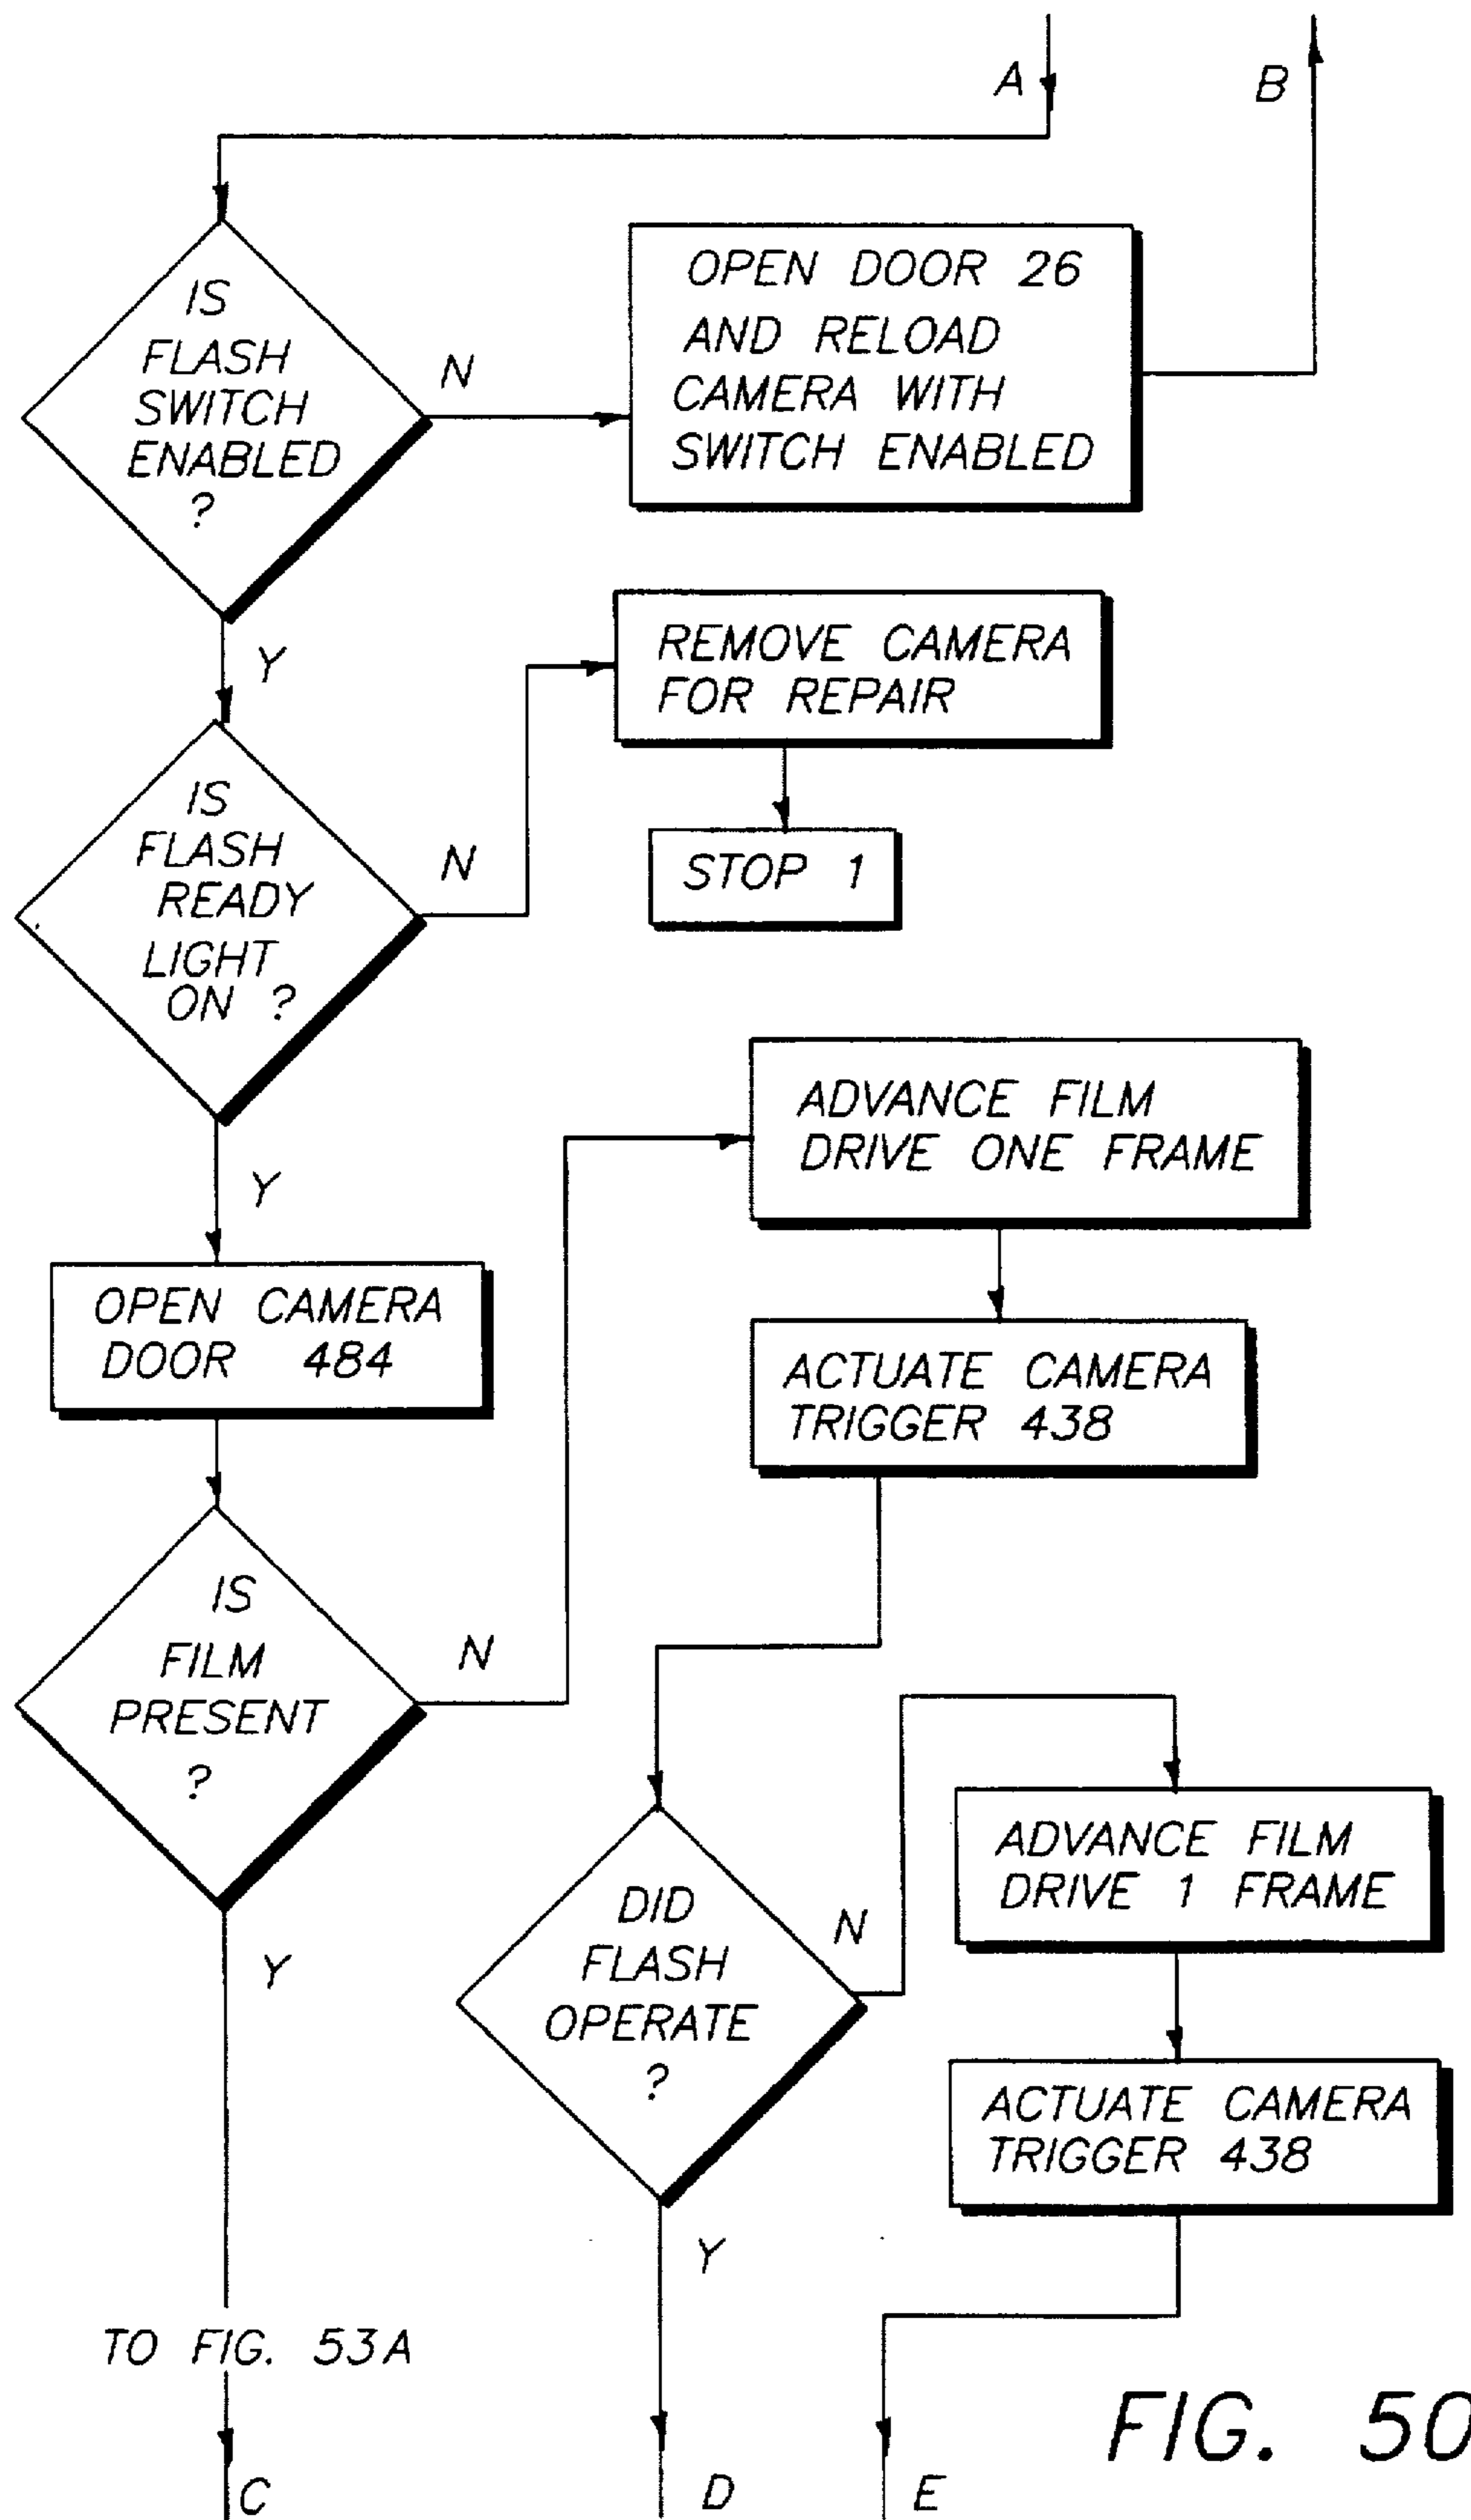 A
B
IS
FLASH
SWITCH
ENABLED
?
N
OPEN DOOR 26
AND RELOAD
CAMERA WITH
SWITCH ENABLED
Y
REMOVE CAMERA
FOR REPAIR
IS
FLASH
READY
LIGHT
ON ?
N
STOP 1
Y
ADVANCE FILM
DRIVE ONE FRAME
OPEN CAMERA
DOOR 484
ACTUATE CAMERA
TRIGGER 438
IS
FILM
PRESENT
?
N
Y
DID
FLASH
OPERATE
?
N
ADVANCE FILM
DRIVE 1 FRAME
ACTUATE CAMERA
TRIGGER 438
Y
TO FIG. 53A
C
D
E
FIG. 50